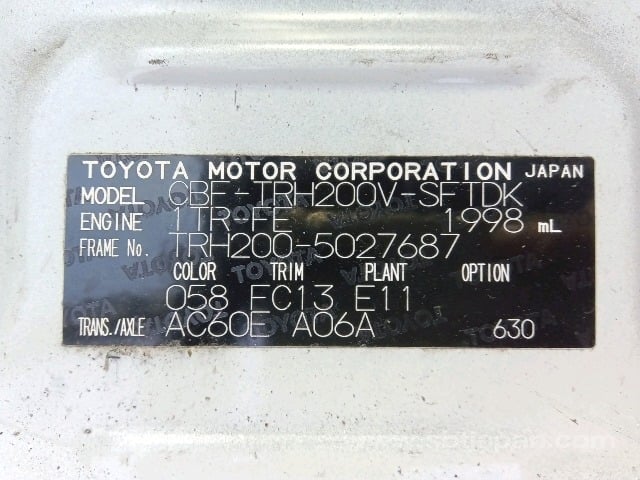 TOYOTA MOTOR CORPORATION JAPAN
MODEL CBF-TRH200V-SFTDK
ENGINE 1TR-FE 1998 mL
FRAME No. TRH200-5027687
COLOR TRIM PLANT OPTION
058 FC13 E11
TRANS./AXLE AC60E A06A 630